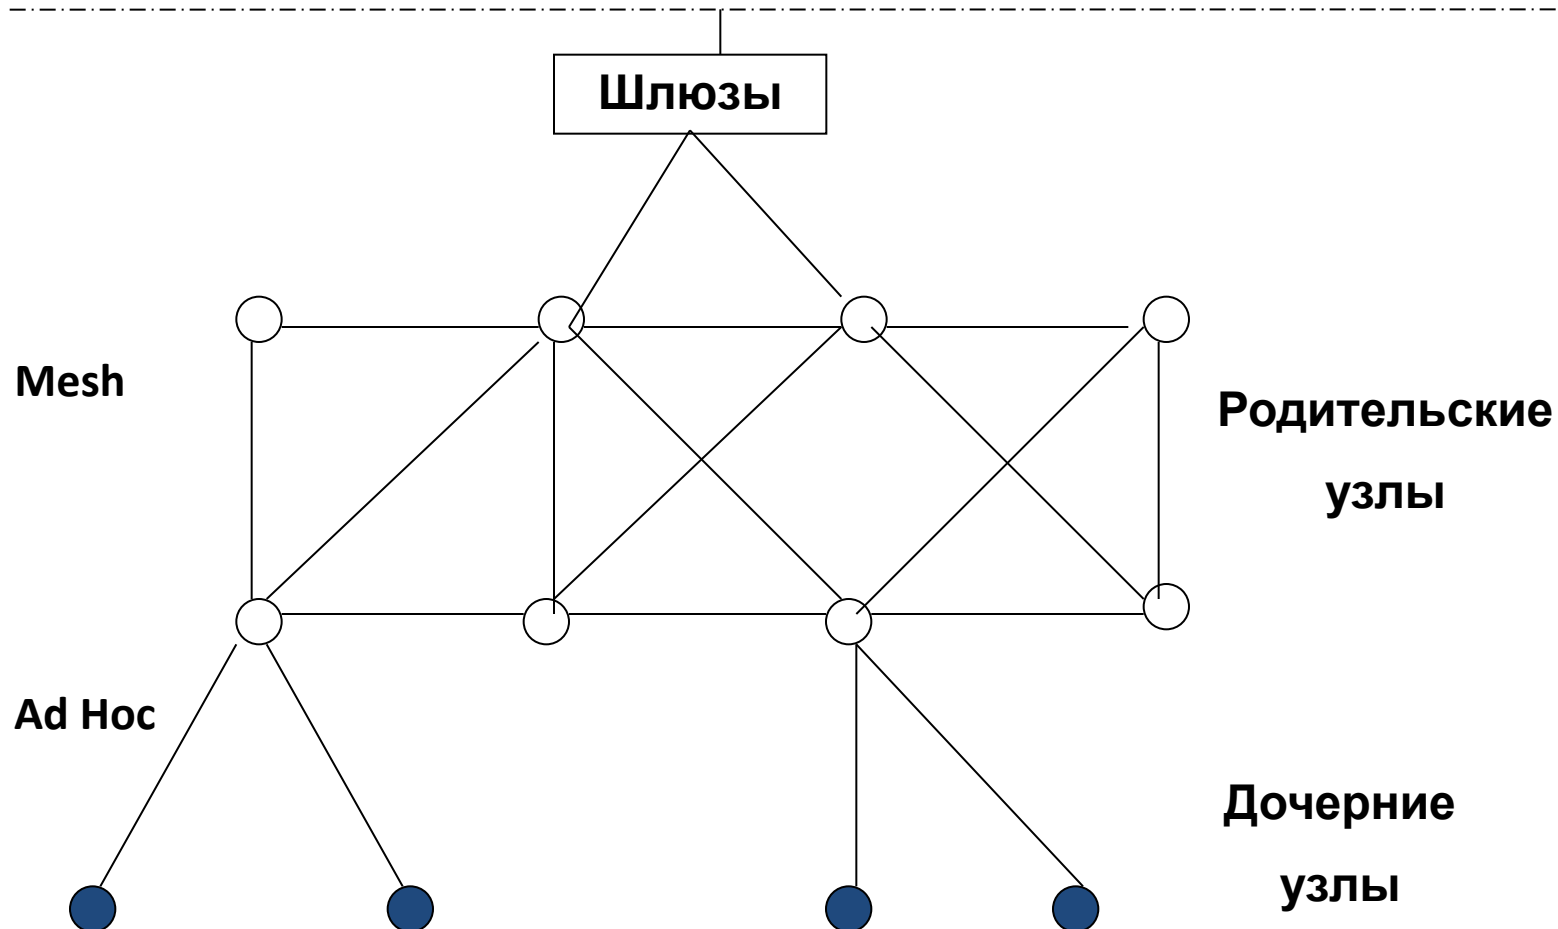 Шлюзы
Mesh
Родительские
узлы
Ad Hoc
Дочерние
узлы